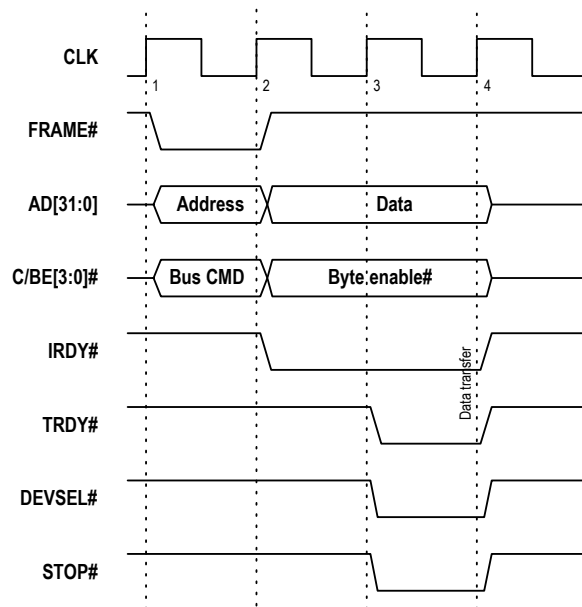 CLK
1 2 3 4
FRAME#
AD[31:0] Address Data
C/BE[3:0]# Bus CMD Byte enable#
IRDY#
Data transfer
TRDY#
DEVSEL#
STOP#